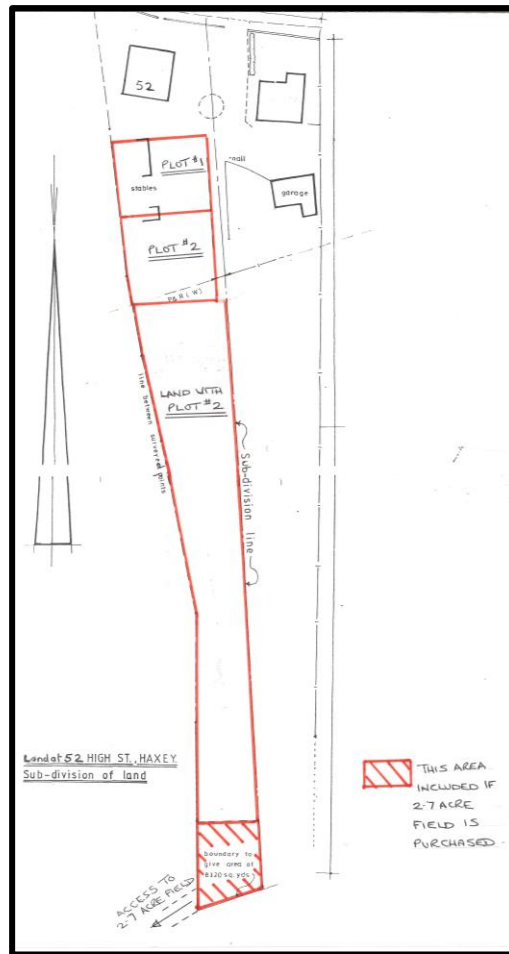 52
PLOT #1
wall
stables
garage
PLOT #2
LAND WITH
PLOT #2
line between surveyed points
Sub-division line
Land at 52 HIGH ST., HAXEY.
Sub-division of land
THIS AREA
INCLUDED IF
2-7 ACRE
FIELD IS
PURCHASED
boundary to
give area of
8120 sq. yds.
ACCESS TO
2-7 ACRE FIELD